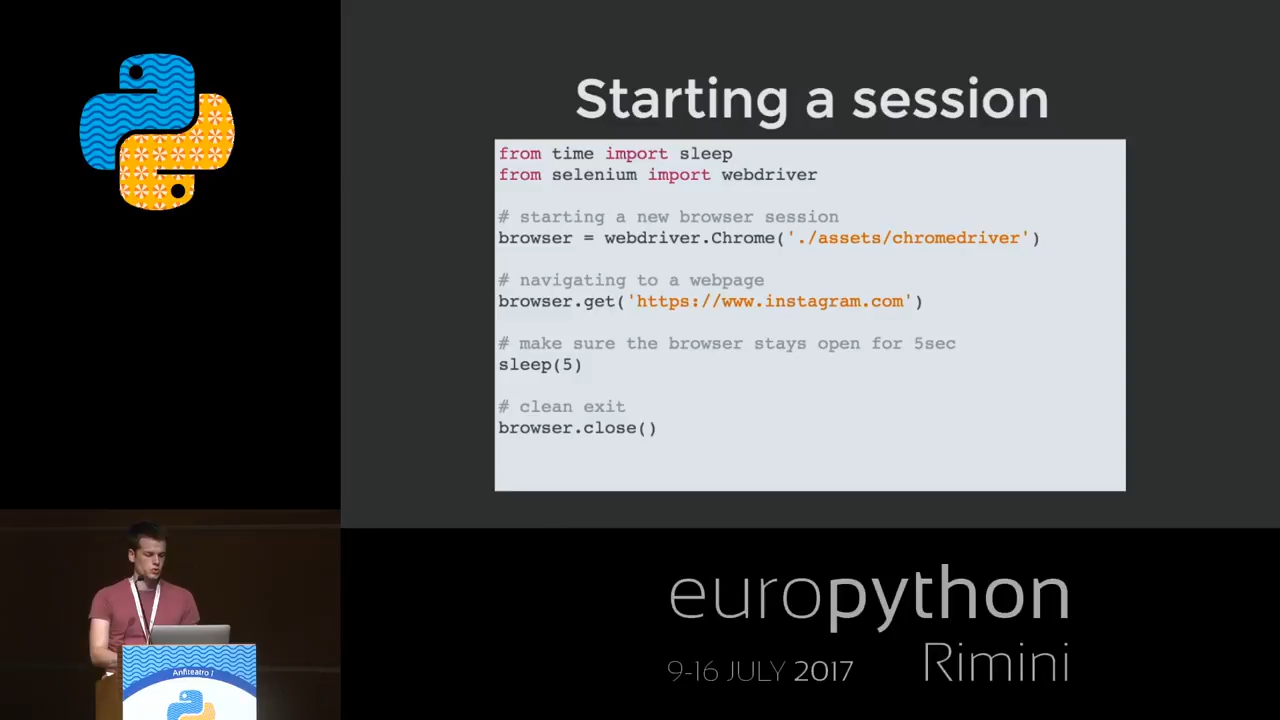 Starting a session
from time import sleep
from selenium import webdriver
# starting a new browser session
browser = webdriver.Chrome('./assets/chromedriver')
# navigating to a webpage
browser.get('https://www.instagram.com')
# make sure the browser stays open for 5sec
sleep(5)
# clean exit
browser.close()
europython
9-16 JULY 2017
Rimini
Anfiteatro 1